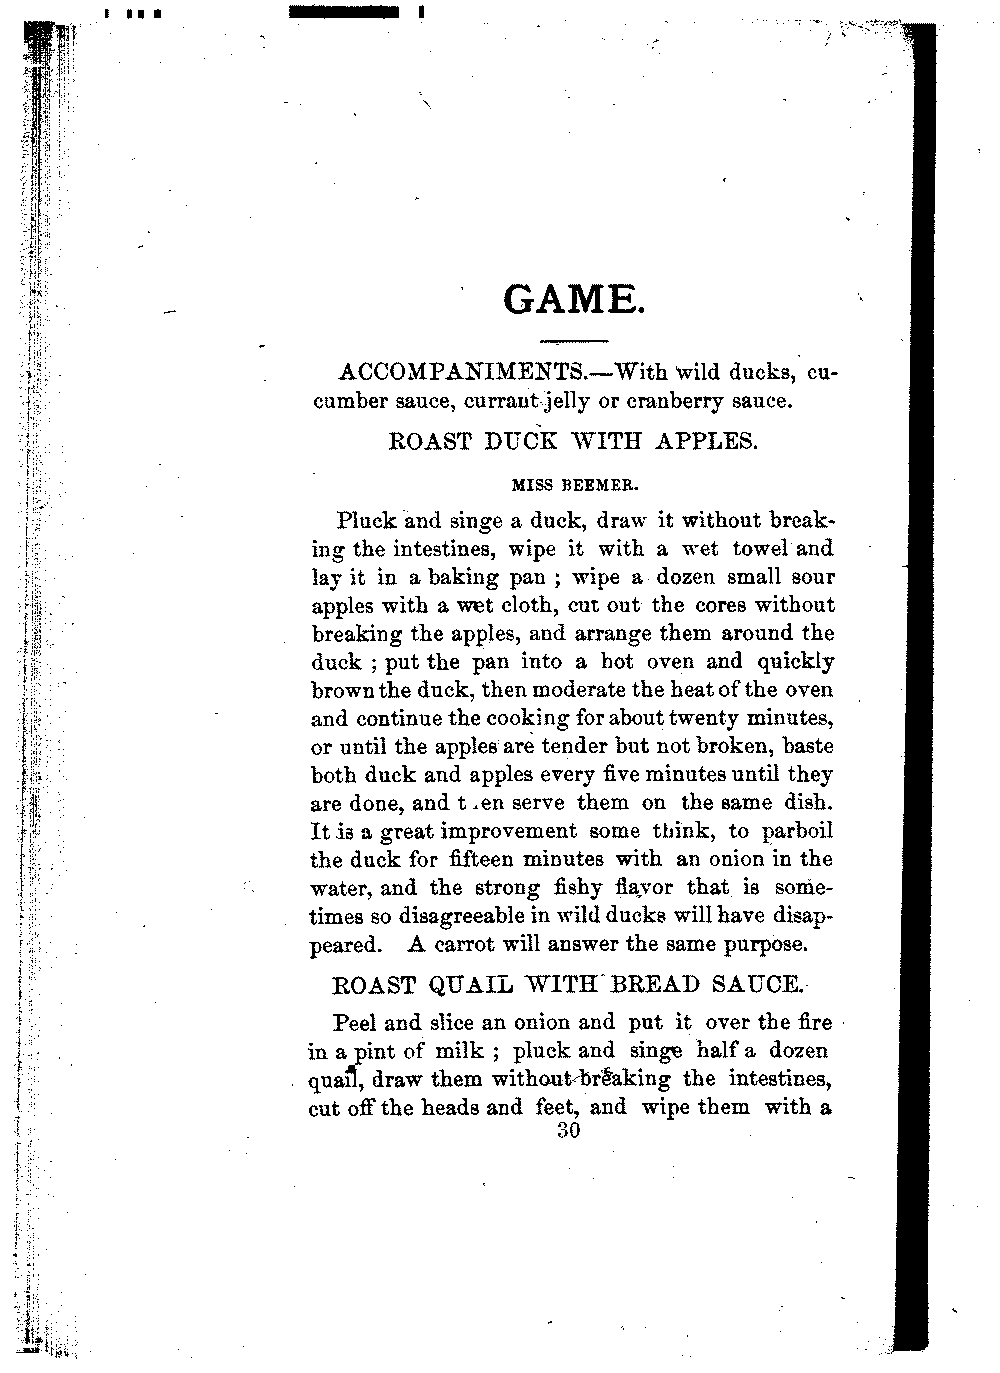 GAME.
ACCOMPANIMENTS.—With wild ducks, cu-
cumber sauce, currant jelly or cranberry sauce.
ROAST DUCK WITH APPLES.
MISS BEEMER.
Pluck and singe a duck, draw it without break-
ing the intestines, wipe it with a wet towel and
lay it in a baking pan ; wipe a dozen small sour
apples with a wet cloth, cut out the cores without
breaking the apples, and arrange them around the
duck ; put the pan into a hot oven and quickly
brown the duck, then moderate the heat of the oven
and continue the cooking for about twenty minutes,
or until the apples are tender but not broken, baste
both duck and apples every five minutes until they
are done, and t en serve them on the same dish.
It is a great improvement some think, to parboil
the duck for fifteen minutes with an onion in the
water, and the strong fishy flavor that is some-
times so disagreeable in wild ducks will have disap-
peared. A carrot will answer the same purpose.
ROAST QUAIL WITH BREAD SAUCE.
Peel and slice an onion and put it over the fire
in a pint of milk ; pluck and singe half a dozen
quail, draw them without breaking the intestines,
cut off the heads and feet, and wipe them with a
30